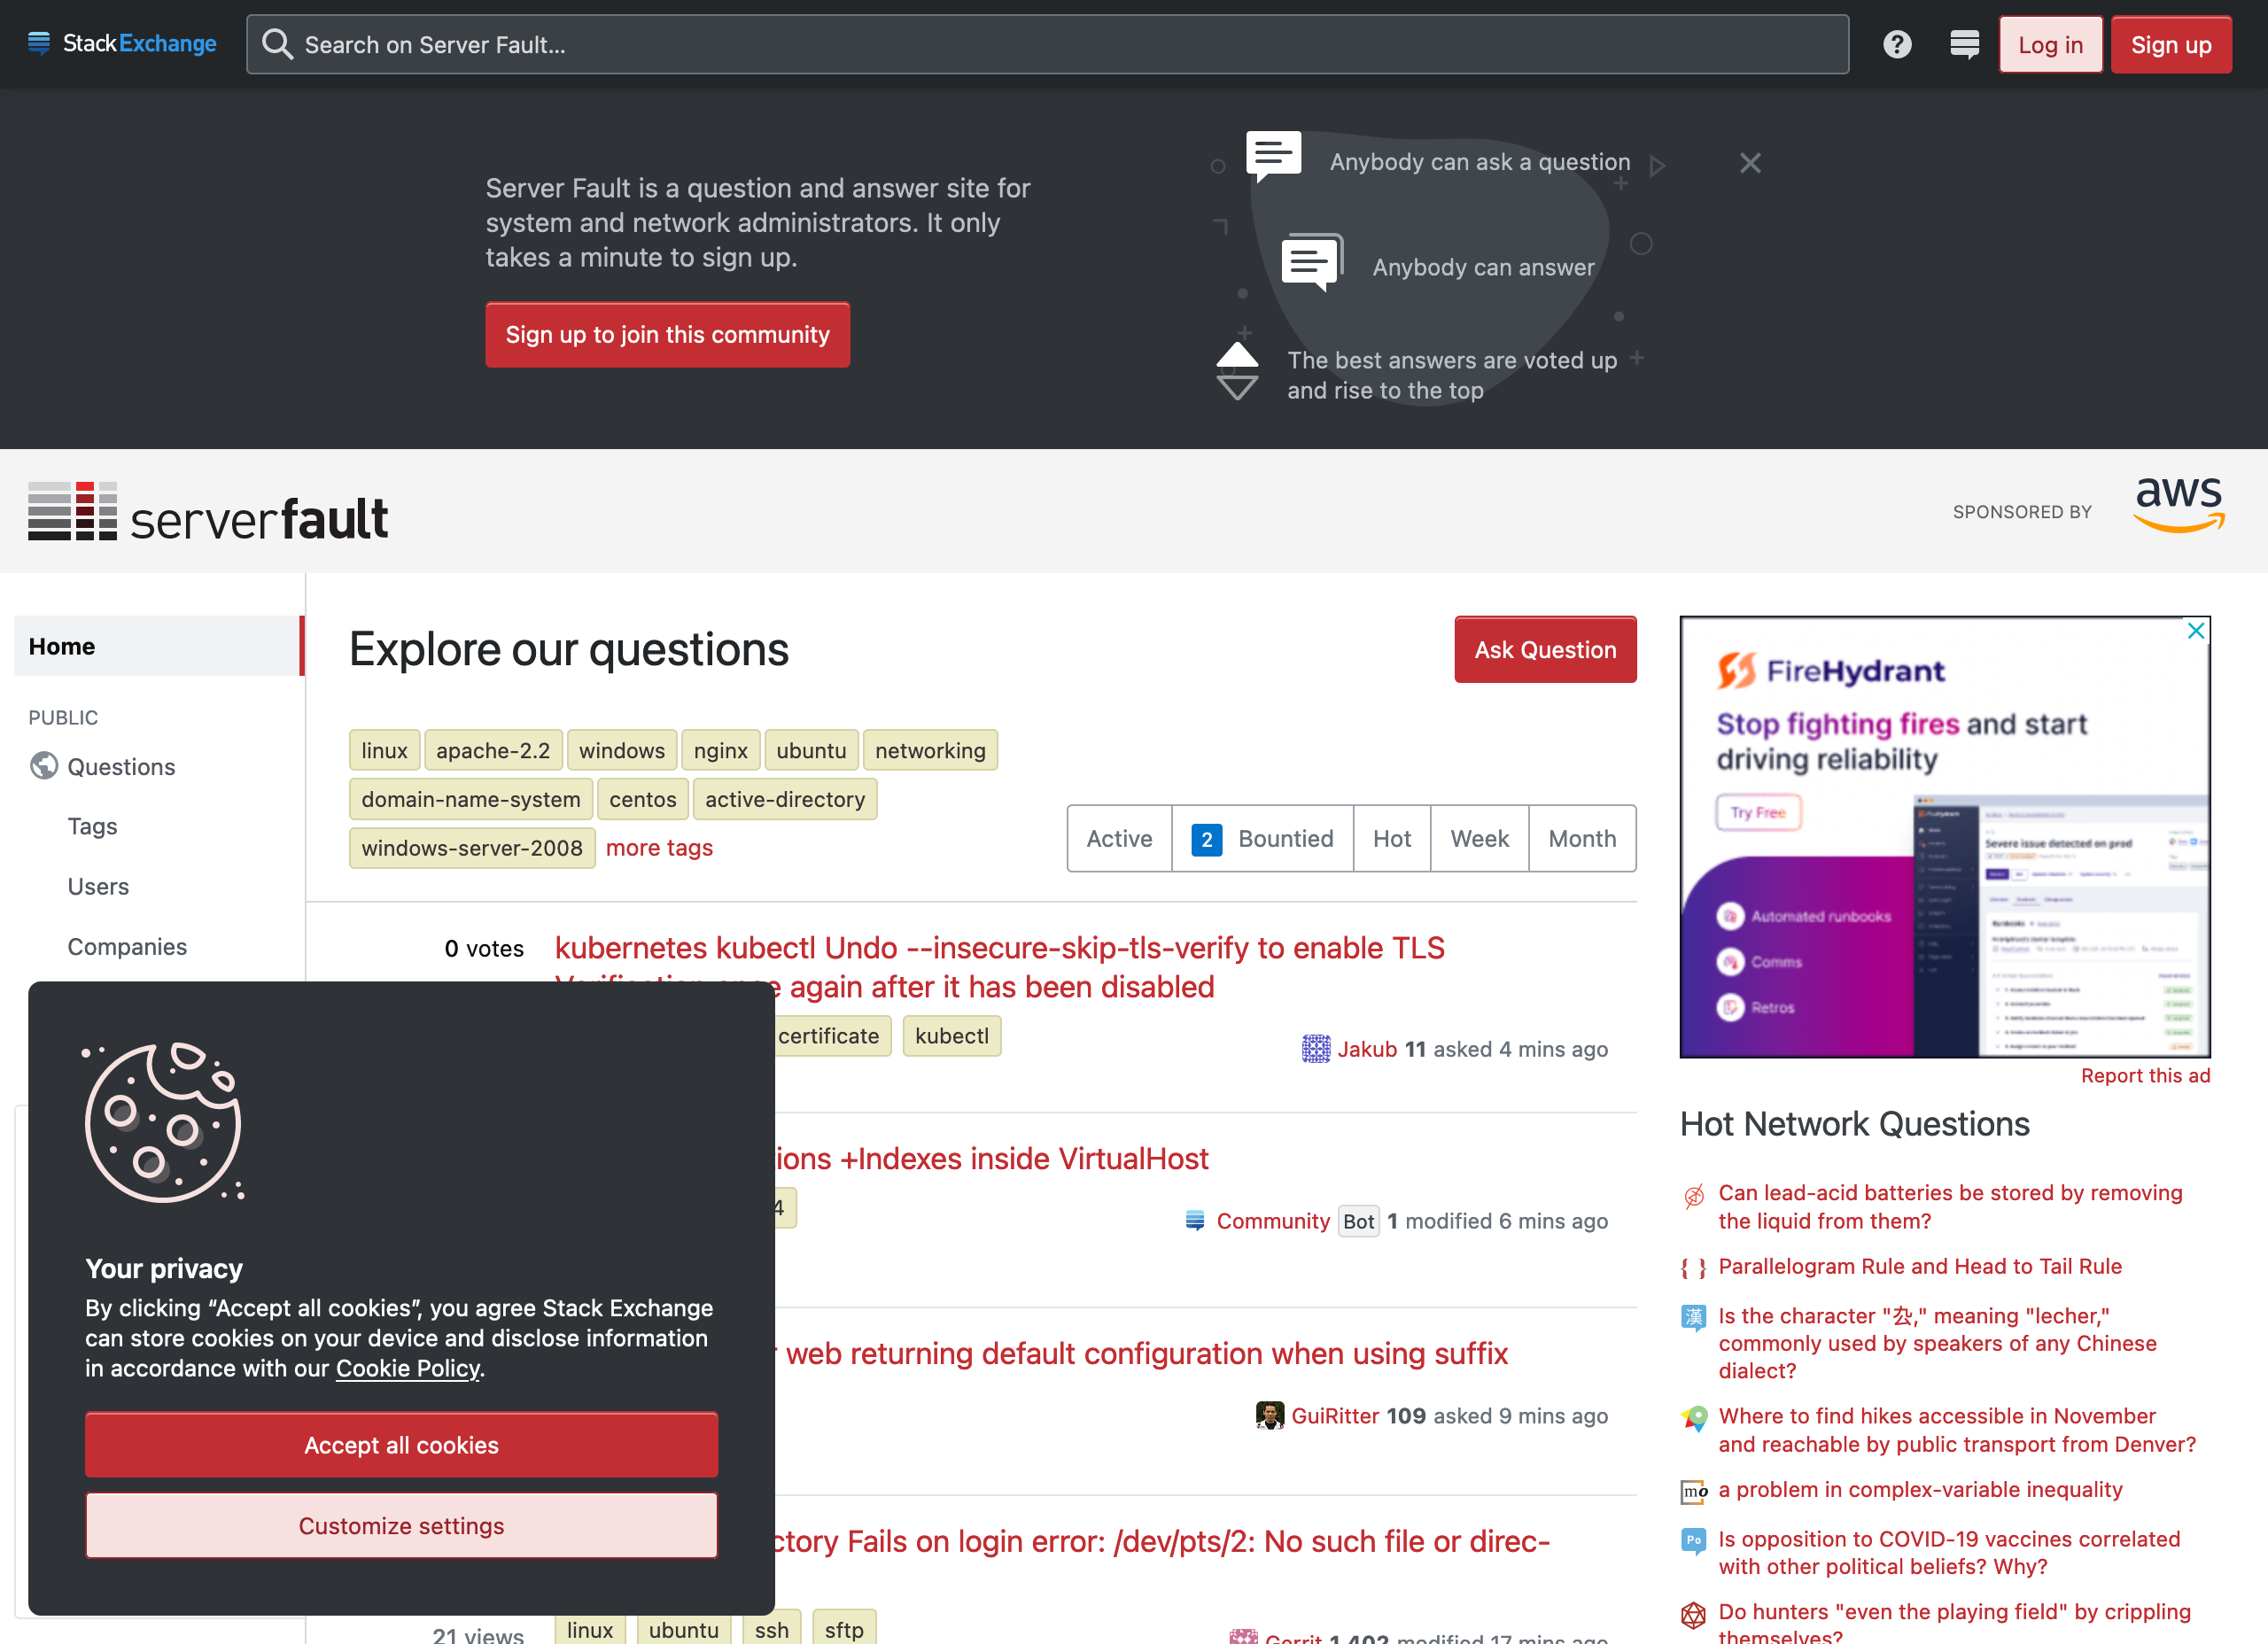 StackExchange
Search on Server Fault…
Log in
Sign up
Server Fault is a question and answer site for
system and network administrators. It only
takes a minute to sign up.
Sign up to join this community
Anybody can ask a question
Anybody can answer
The best answers are voted up
and rise to the top
serverfault
SPONSORED BY
aws
Home
PUBLIC
Questions
Tags
Users
Companies
Explore our questions
Ask Question
linux apache-2.2 windows nginx ubuntu networking
domain-name-system centos active-directory
windows-server-2008 more tags
Active 2 Bountied Hot Week Month
0 votes
kubernetes kubectl Undo --insecure-skip-tls-verify to enable TLS
again after it has been disabled
certificate kubectl
Jakub 11 asked 4 mins ago
+Indexes inside VirtualHost
4
Community Bot 1 modified 6 mins ago
web returning default configuration when using suffix
GuiRitter 109 asked 9 mins ago
ctory Fails on login error: /dev/pts/2: No such file or direc-
21 views
linux ubuntu ssh sftp
Gerrit 1,402 modified 17 mins ago
Your privacy
By clicking “Accept all cookies”, you agree Stack Exchange
can store cookies on your device and disclose information
in accordance with our Cookie Policy.
Accept all cookies
Customize settings
FireHydrant
Stop fighting fires and start
driving reliability
Try Free
Automated runbooks
Comms
Retros
Severe issue detected on prod
Report this ad
Hot Network Questions
Can lead-acid batteries be stored by removing
the liquid from them?
Parallelogram Rule and Head to Tail Rule
漢
Is the character "厹," meaning "lecher,"
commonly used by speakers of any Chinese
dialect?
Where to find hikes accessible in November
and reachable by public transport from Denver?
mo
a problem in complex-variable inequality
Po
Is opposition to COVID-19 vaccines correlated
with other political beliefs? Why?
Do hunters "even the playing field" by crippling
themselves?